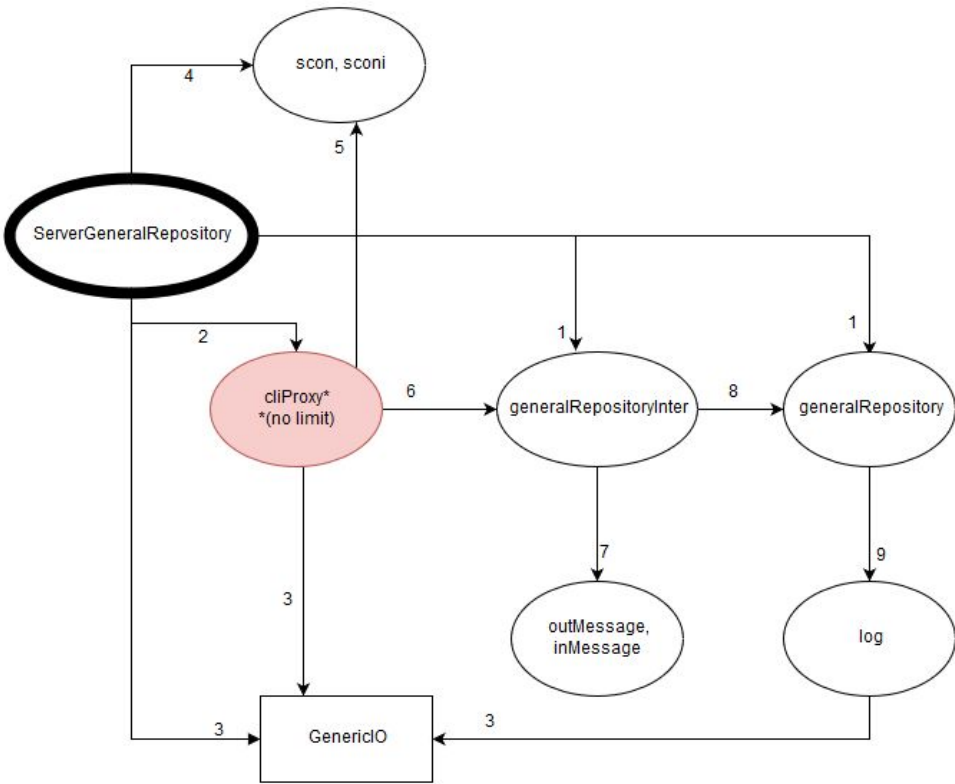 scon, sconi
4
5
ServerGeneralRepository
2
1
1
cliProxy*
*(no limit)
6
generalRepositoryInter
8
generalRepository
7
9
3
outMessage,
inMessage
log
3
GenericIO
3